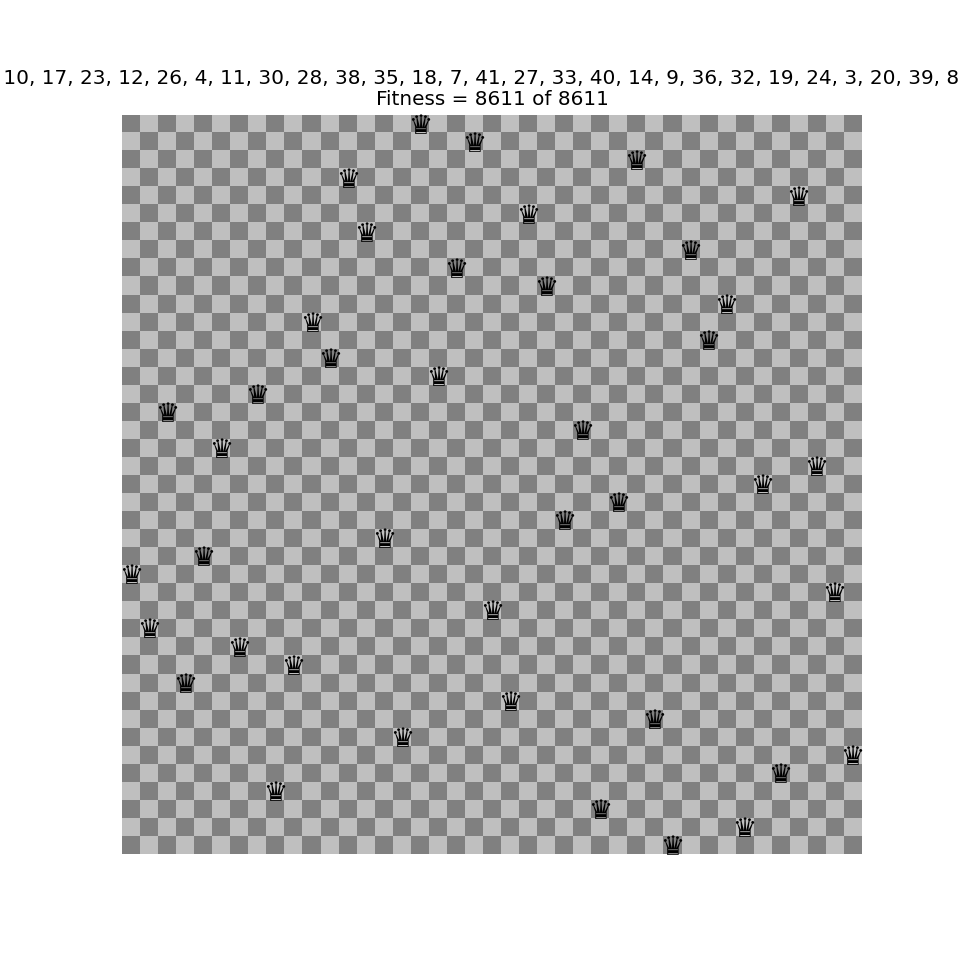 10, 17, 23, 12, 26, 4, 11, 30, 28, 38, 35, 18, 7, 41, 27, 33, 40, 14, 9, 36, 32, 19, 24, 3, 20, 39, 8
Fitness = 8611 of 8611